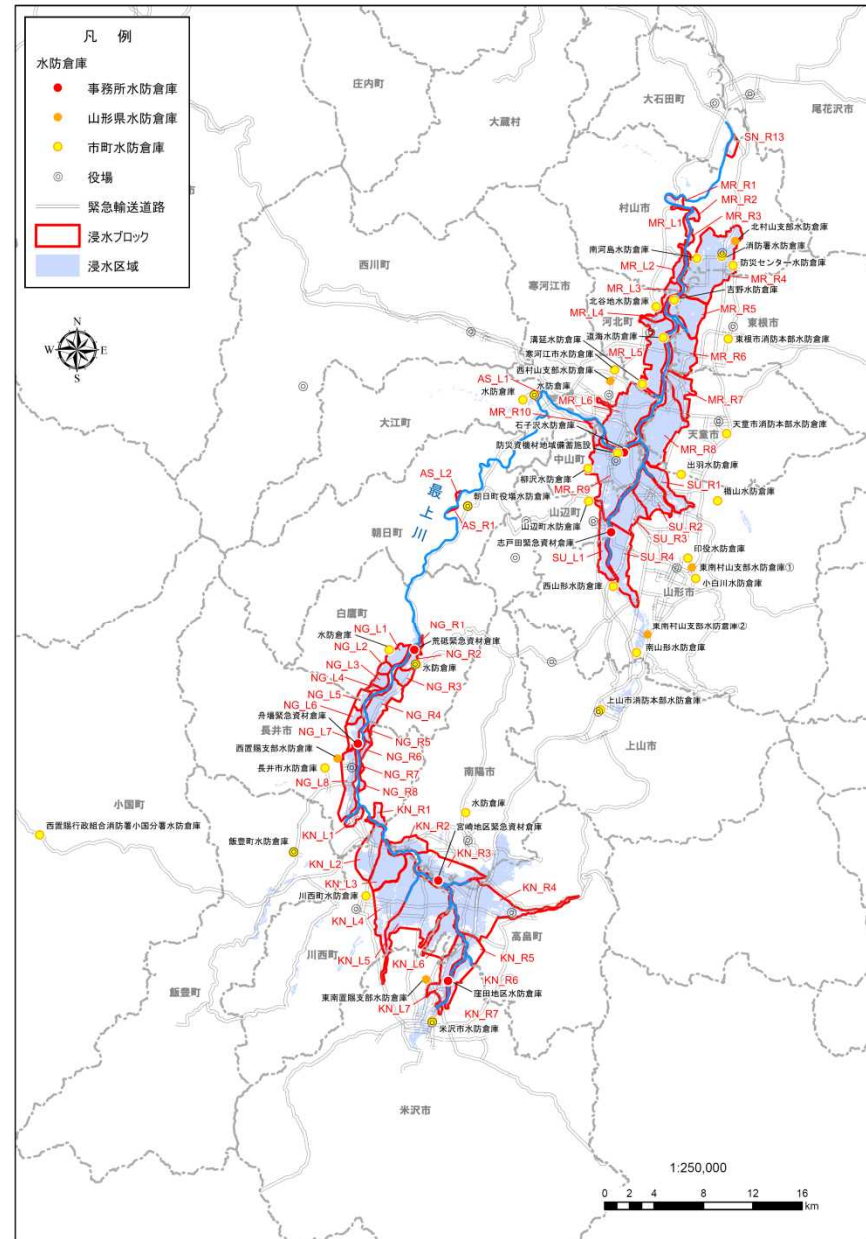 凡　例
水防倉庫
事務所水防倉庫
山形県水防倉庫
市町水防倉庫
役場
緊急輸送道路
浸水ブロック
浸水区域
N
W
E
S
庄内町
大蔵村
大石田町
尾花沢市
SN_R13
村山市
MR_R1
MR_R2
MR_L1
MR_R3
北村山支部水防倉庫
消防署水防倉庫
南河島水防倉庫
防災センター水防倉庫
MR_L2
MR_R4
西川町
寒河江市
MR_L3
吉野水防倉庫
北谷地水防倉庫
MR_L4
MR_R5
河北町
東根市
道海水防倉庫
溝延水防倉庫
東根市消防本部水防倉庫
寒河江市水防倉庫
MR_L5
MR_R6
西村山支部水防倉庫
AS_L1
水防倉庫
水防倉庫
MR_R7
MR_L6
大江町
MR_R10
石子沢水防倉庫
天童市消防本部水防倉庫
天童市
防災資機材地域備蓄施設
MR_R8
中山町
出羽水防倉庫
柳沢水防倉庫
AS_L2
MR_R9
SU_R1
楯山水防倉庫
最上川
朝日町役場水防倉庫
山辺町
AS_R1
山辺町水防倉庫
SU_R2
朝日町
SU_R3
志戸田緊急資材倉庫
SU_L1
SU_R4
印役水防倉庫
東南村山支部水防倉庫①
小白川水防倉庫
西山形水防倉庫
山形市
白鷹町
NG_R1
NG_L1
水防倉庫
荒砥緊急資材倉庫
東南村山支部水防倉庫②
NG_L2
NG_R2
南山形水防倉庫
水防倉庫
NG_L3
NG_R3
NG_L4
NG_L5
NG_R4
NG_L6
上山市消防本部水防倉庫
舟場緊急資材倉庫
長井市
NG_L7
NG_R5
上山市
NG_R6
西置賜支部水防倉庫
南陽市
長井市水防倉庫
NG_R7
NG_L8
NG_R8
小国町
KN_R1
水防倉庫
西置賜行政組合消防署小国分署水防倉庫
KN_L1
KN_R2
宮崎地区緊急資材倉庫
飯豊町水防倉庫
KN_R3
KN_L2
KN_L3
KN_R4
川西町水防倉庫
KN_L4
高畠町
川西町
KN_L5
KN_L6
KN_R5
KN_R6
飯豊町
東南置賜支部水防倉庫
窪田地区水防倉庫
KN_L7
KN_R7
米沢市水防倉庫
米沢市
1:250,000
0 2 4 8 12 16
km